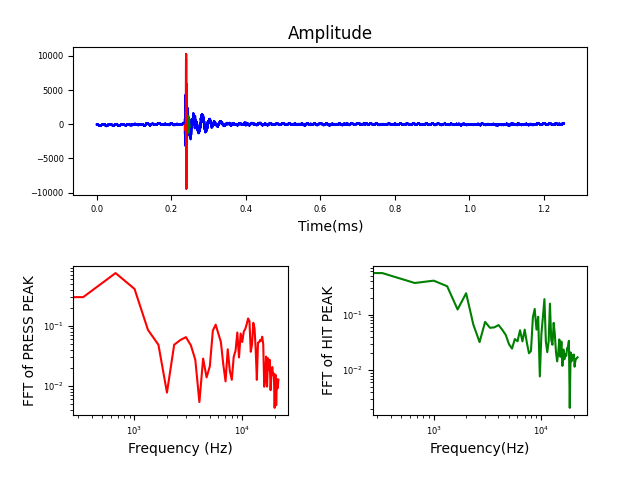 Amplitude
10000
5000
0
−5000
−10000
0.0 0.2 0.4 0.6 0.8 1.0 1.2
Time(ms)
FFT of PRESS PEAK
10⁻¹
10⁻²
10³ 10⁴
Frequency (Hz)
FFT of HIT PEAK
10⁻¹
10⁻²
10³ 10⁴
Frequency(Hz)